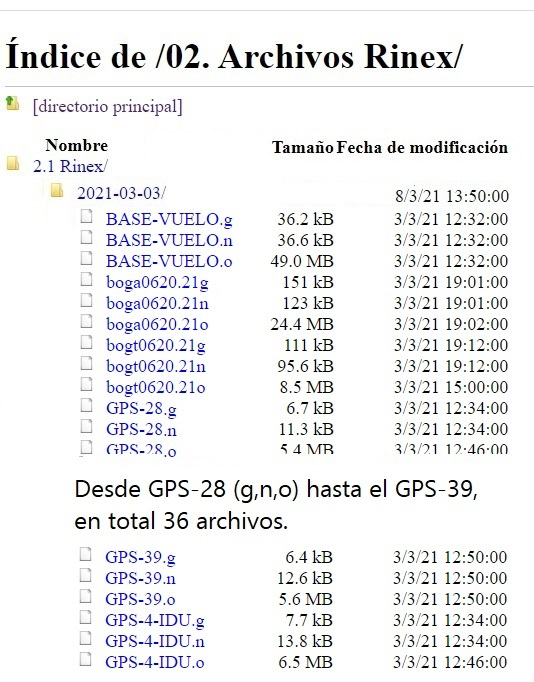 Índice de /02. Archivos Rinex/
[directorio principal]
Nombre Tamaño Fecha de modificación
2.1 Rinex/
2021-03-03/ 8/3/21 13:50:00
BASE-VUELO.g 36.2 kB 3/3/21 12:32:00
BASE-VUELO.n 36.6 kB 3/3/21 12:32:00
BASE-VUELO.o 49.0 MB 3/3/21 12:32:00
boga0620.21g 151 kB 3/3/21 19:01:00
boga0620.21n 123 kB 3/3/21 19:01:00
boga0620.21o 24.4 MB 3/3/21 19:02:00
bogt0620.21g 111 kB 3/3/21 19:12:00
bogt0620.21n 95.6 kB 3/3/21 19:12:00
bogt0620.21o 8.5 MB 3/3/21 15:00:00
GPS-28.g 6.7 kB 3/3/21 12:34:00
GPS-28.n 11.3 kB 3/3/21 12:34:00
GPS-28.o 5.4 MB 3/3/21 12:46:00
Desde GPS-28 (g,n,o) hasta el GPS-39,
en total 36 archivos.
GPS-39.g 6.4 kB 3/3/21 12:50:00
GPS-39.n 12.6 kB 3/3/21 12:50:00
GPS-39.o 5.6 MB 3/3/21 12:50:00
GPS-4-IDU.g 7.7 kB 3/3/21 12:34:00
GPS-4-IDU.n 13.8 kB 3/3/21 12:34:00
GPS-4-IDU.o 6.5 MB 3/3/21 12:46:00